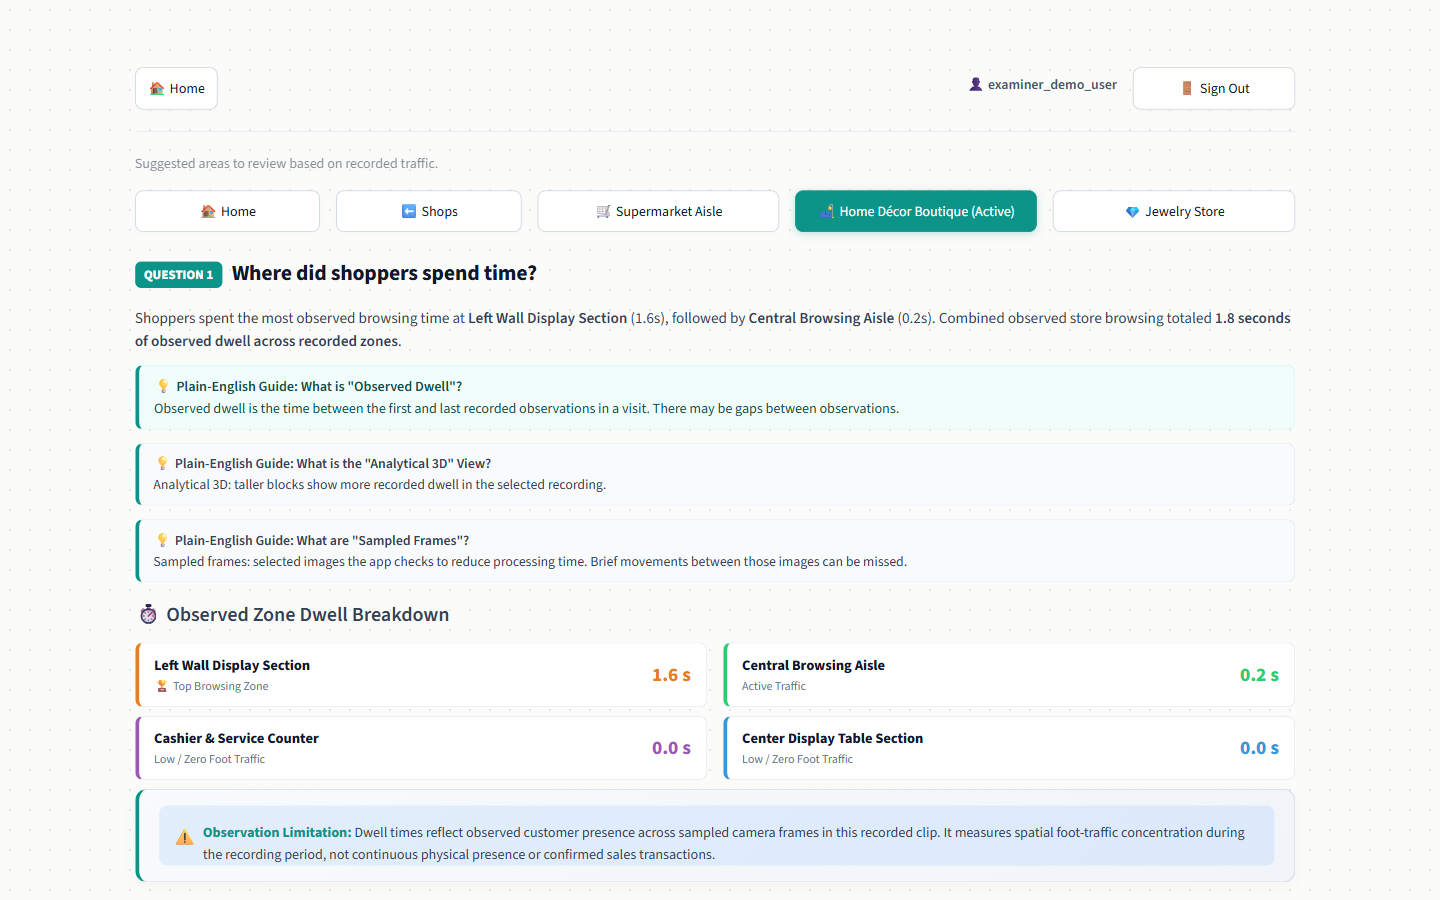 Home
examiner_demo_user
Sign Out
Suggested areas to review based on recorded traffic.
Home
Shops
Supermarket Aisle
Home Décor Boutique (Active)
Jewelry Store
QUESTION 1
Where did shoppers spend time?
Shoppers spent the most observed browsing time at Left Wall Display Section (1.6s), followed by Central Browsing Aisle (0.2s). Combined observed store browsing totaled 1.8 seconds
of observed dwell across recorded zones.
Plain-English Guide: What is "Observed Dwell"?
Observed dwell is the time between the first and last recorded observations in a visit. There may be gaps between observations.
Plain-English Guide: What is the "Analytical 3D" View?
Analytical 3D: taller blocks show more recorded dwell in the selected recording.
Plain-English Guide: What are "Sampled Frames"?
Sampled frames: selected images the app checks to reduce processing time. Brief movements between those images can be missed.
Observed Zone Dwell Breakdown
Left Wall Display Section
Top Browsing Zone
1.6 s
Central Browsing Aisle
Active Traffic
0.2 s
Cashier & Service Counter
Low / Zero Foot Traffic
0.0 s
Center Display Table Section
Low / Zero Foot Traffic
0.0 s
Observation Limitation: Dwell times reflect observed customer presence across sampled camera frames in this recorded clip. It measures spatial foot-traffic concentration during
the recording period, not continuous physical presence or confirmed sales transactions.